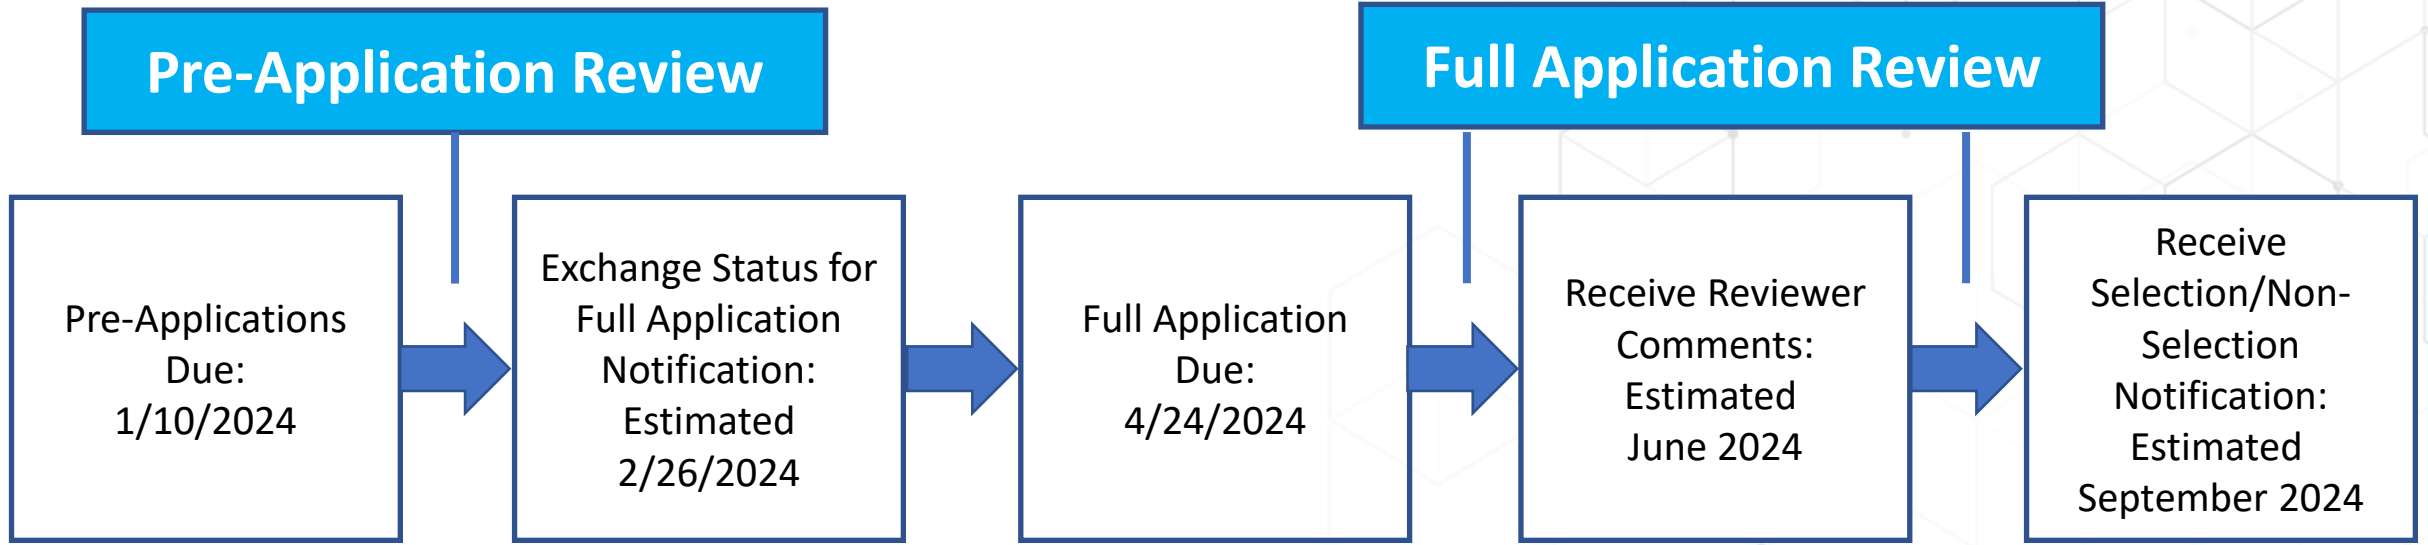 Pre-Application Review
Full Application Review
Pre-Applications
Due:
1/10/2024
Exchange Status for
Full Application
Notification:
Estimated
2/26/2024
Full Application
Due:
4/24/2024
Receive Reviewer
Comments:
Estimated
June 2024
Receive
Selection/Non-
Selection
Notification:
Estimated
September 2024